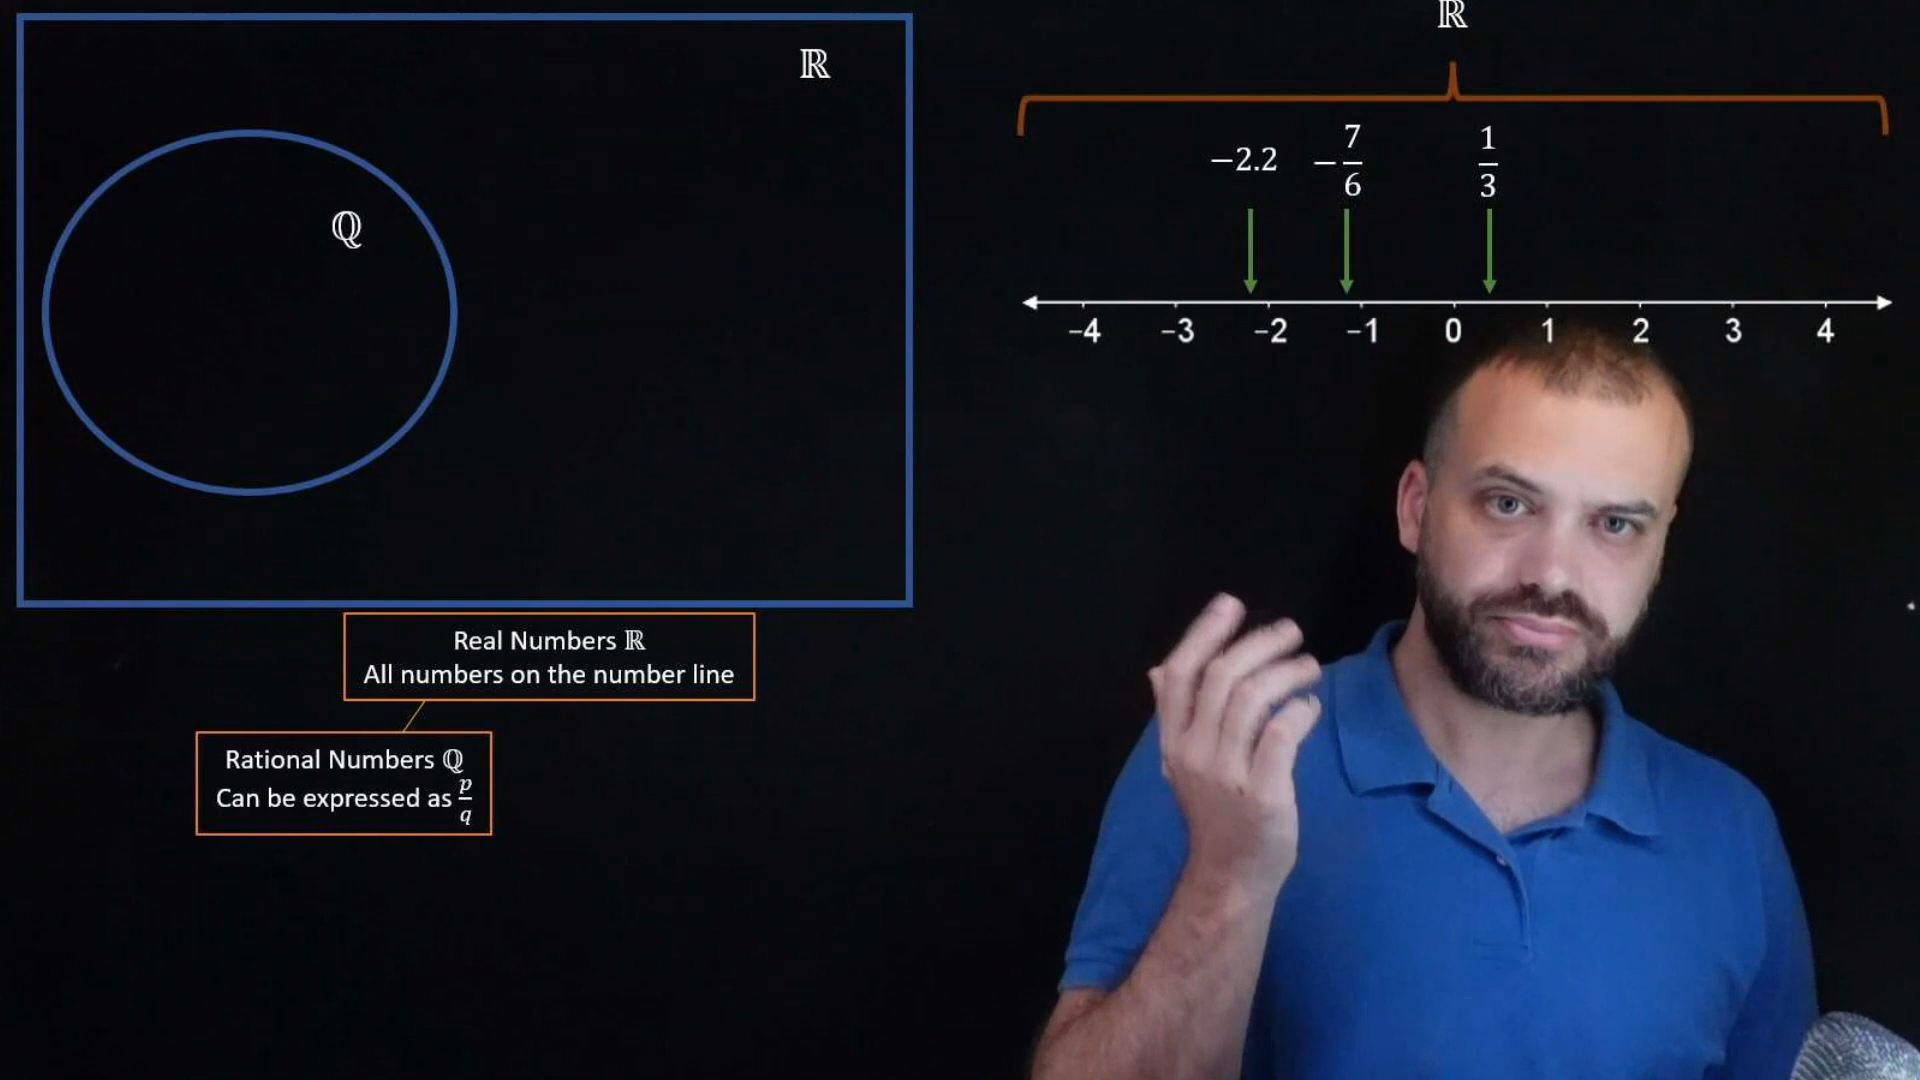 ℝ
ℚ
Real Numbers ℝ
All numbers on the number line
Rational Numbers ℚ
Can be expressed as p/q
ℝ
−2.2 −7/6 1/3
−4 −3 −2 −1 0 1 2 3 4